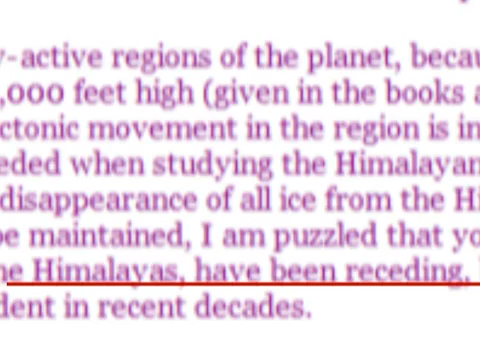 y-active regions of the planet, becau
,000 feet high (given in the books a
ctonic movement in the region is in
eded when studying the Himalayan
disappearance of all ice from the Hi
be maintained, I am puzzled that yo
he Himalayas, have been receding,
dent in recent decades.